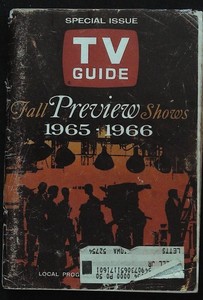 SPECIAL ISSUE
TV
GUIDE
Fall Preview Shows
1965-1966
LOCAL PROG